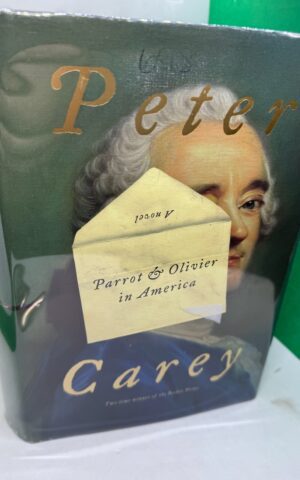 Peter
A Novel
Parrot & Olivier
in America
Carey
Two-time winner of the Booker Prize